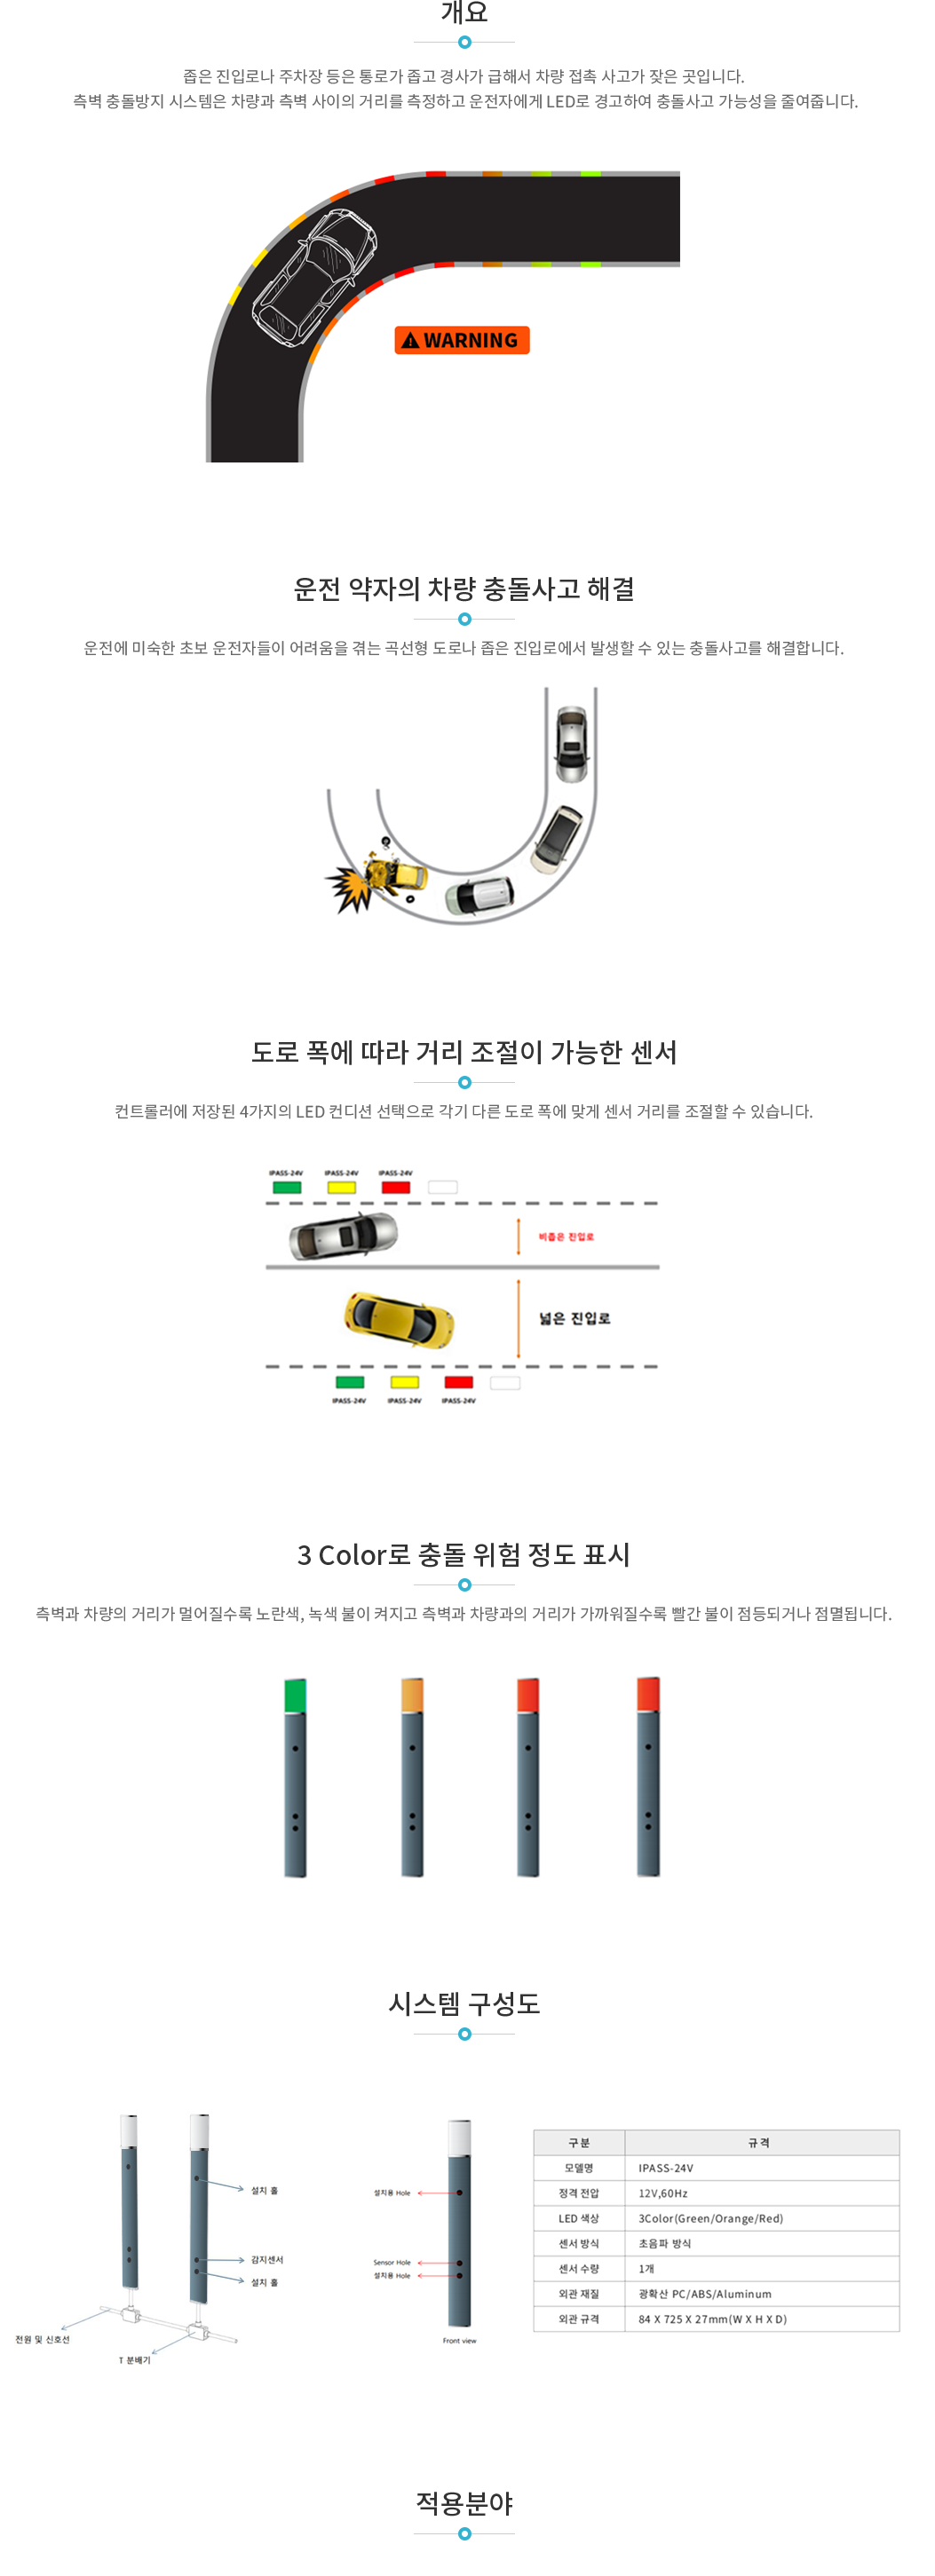 개요
좁은 진입로나 주차장 등은 통로가 좁고 경사가 급해서 차량 접촉 사고가 잦은 곳입니다.
측벽 충돌방지 시스템은 차량과 측벽 사이의 거리를 측정하고 운전자에게 LED로 경고하여 충돌사고 가능성을 줄여줍니다.
WARNING
운전 약자의 차량 충돌사고 해결
운전에 미숙한 초보 운전자들이 어려움을 겪는 곡선형 도로나 좁은 진입로에서 발생할 수 있는 충돌사고를 해결합니다.
도로 폭에 따라 거리 조절이 가능한 센서
컨트롤러에 저장된 4가지의 LED 컨디션 선택으로 각기 다른 도로 폭에 맞게 센서 거리를 조절할 수 있습니다.
IPASS-24V IPASS-24V IPASS-24V
비좁은 진입로
넓은 진입로
IPASS-24V IPASS-24V IPASS-24V
3 Color로 충돌 위험 정도 표시
측벽과 차량의 거리가 멀어질수록 노란색, 녹색 불이 켜지고 측벽과 차량과의 거리가 가까워질수록 빨간 불이 점등되거나 점멸됩니다.
시스템 구성도
설치 홀
감지센서
설치 홀
전원 및 신호선
T 분배기
설치용 Hole
Sensor Hole
설치용 Hole
Front view
구 분 규 격
모델명 IPASS-24V
정격 전압 12V,60Hz
LED 색상 3Color(Green/Orange/Red)
센서 방식 초음파 방식
센서 수량 1개
외관 재질 광확산 PC/ABS/Aluminum
외관 규격 84 X 725 X 27mm(W X H X D)
적용분야